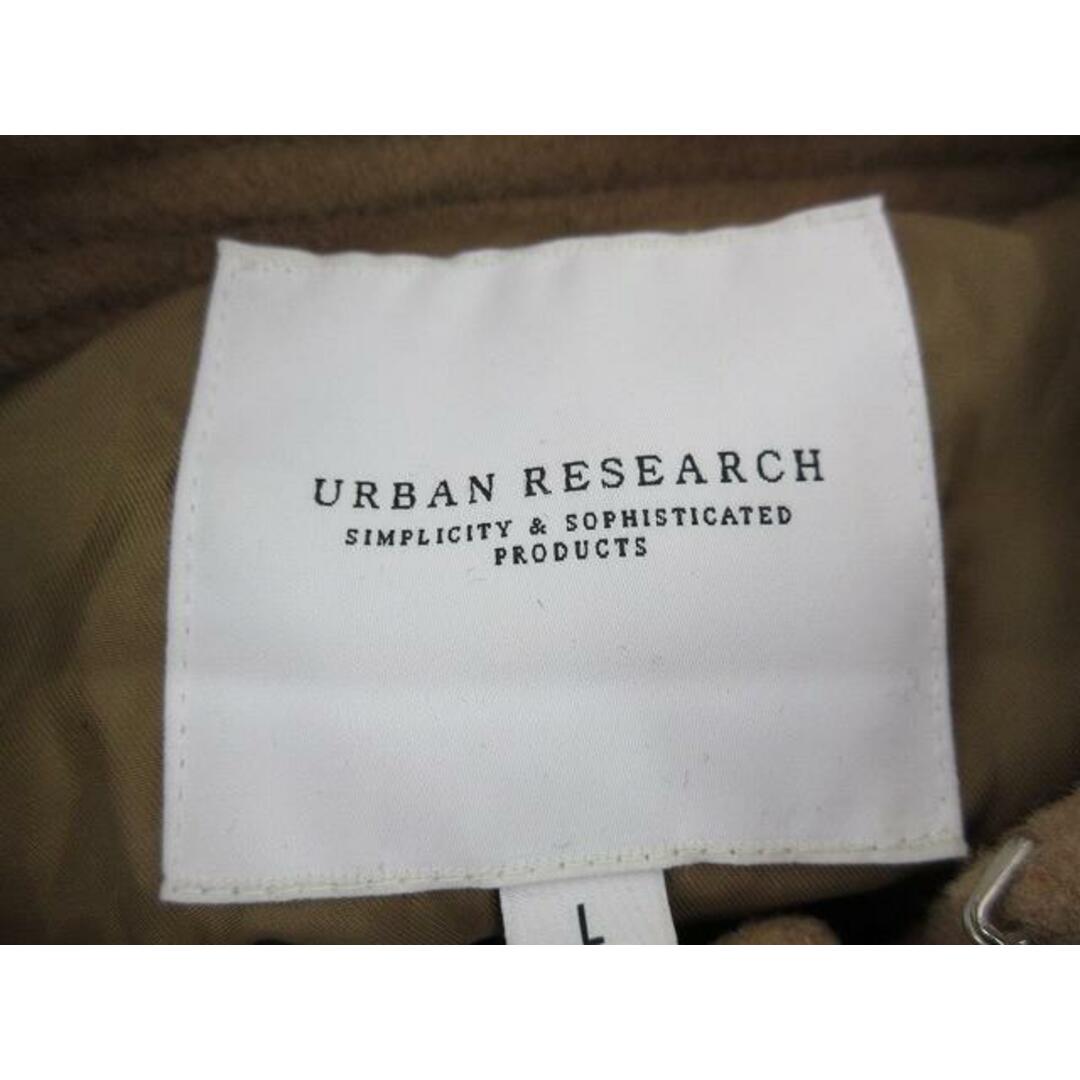 URBAN RESEARCH
SIMPLICITY & SOPHISTICATED
PRODUCTS
L